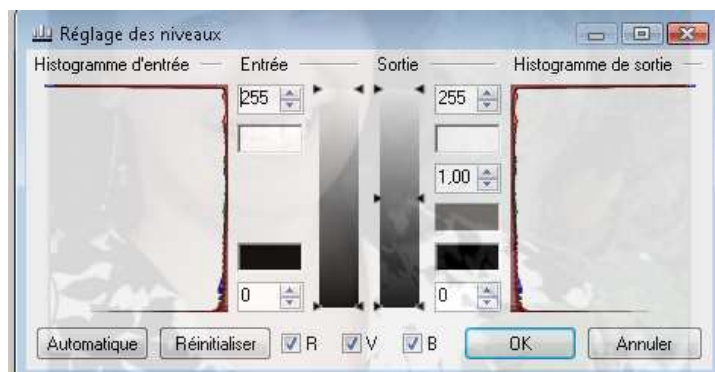 Réglage des niveaux
Histogramme d'entrée Entrée Sortie Histogramme de sortie
255 255
1,00
0 0
Automatique Réinitialiser R V B OK Annuler